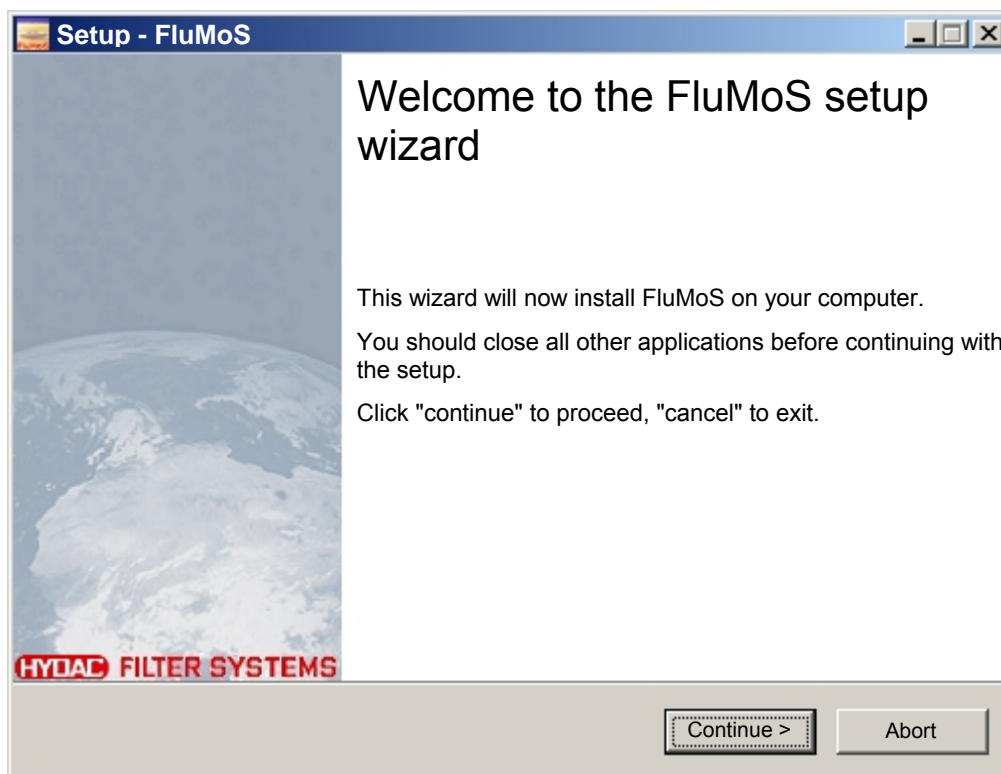 Setup - FluMoS
Welcome to the FluMoS setup
wizard
This wizard will now install FluMoS on your computer.
You should close all other applications before continuing with
the setup.
Click "continue" to proceed, "cancel" to exit.
HYDAC FILTER SYSTEMS
Continue >
Abort